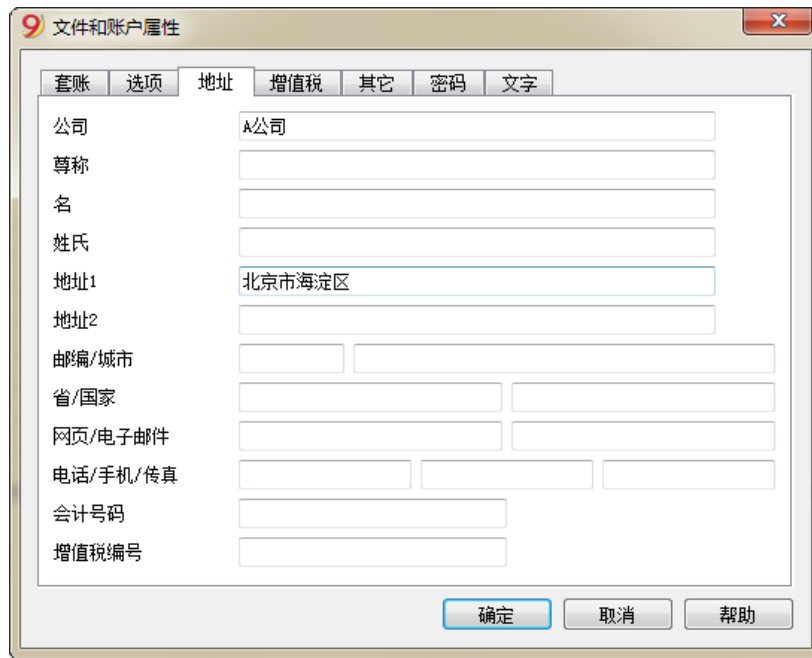 9 文件和账户属性
套账 选项 地址 增值税 其它 密码 文字
公司 A公司
尊称
名
姓氏
地址1 北京市海淀区
地址2
邮编/城市
省/国家
网页/电子邮件
电话/手机/传真
会计号码
增值税编号
确定 取消 帮助